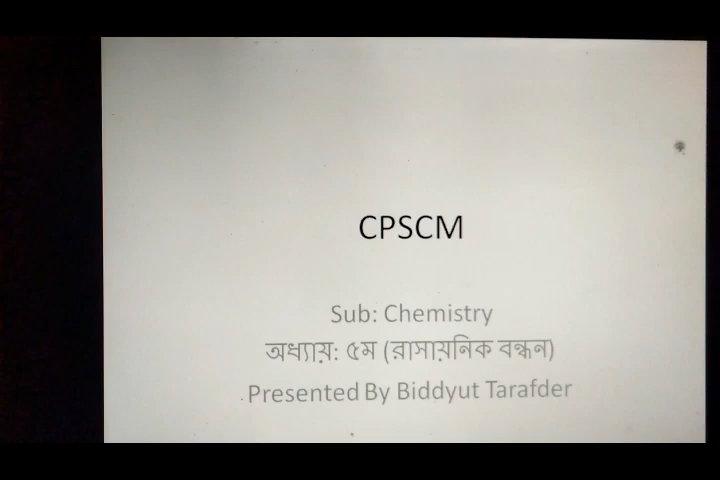 CPSCM
Sub: Chemistry
অধ্যায়: ৫ম (রাসায়নিক বন্ধন)
Presented By Biddyut Tarafder